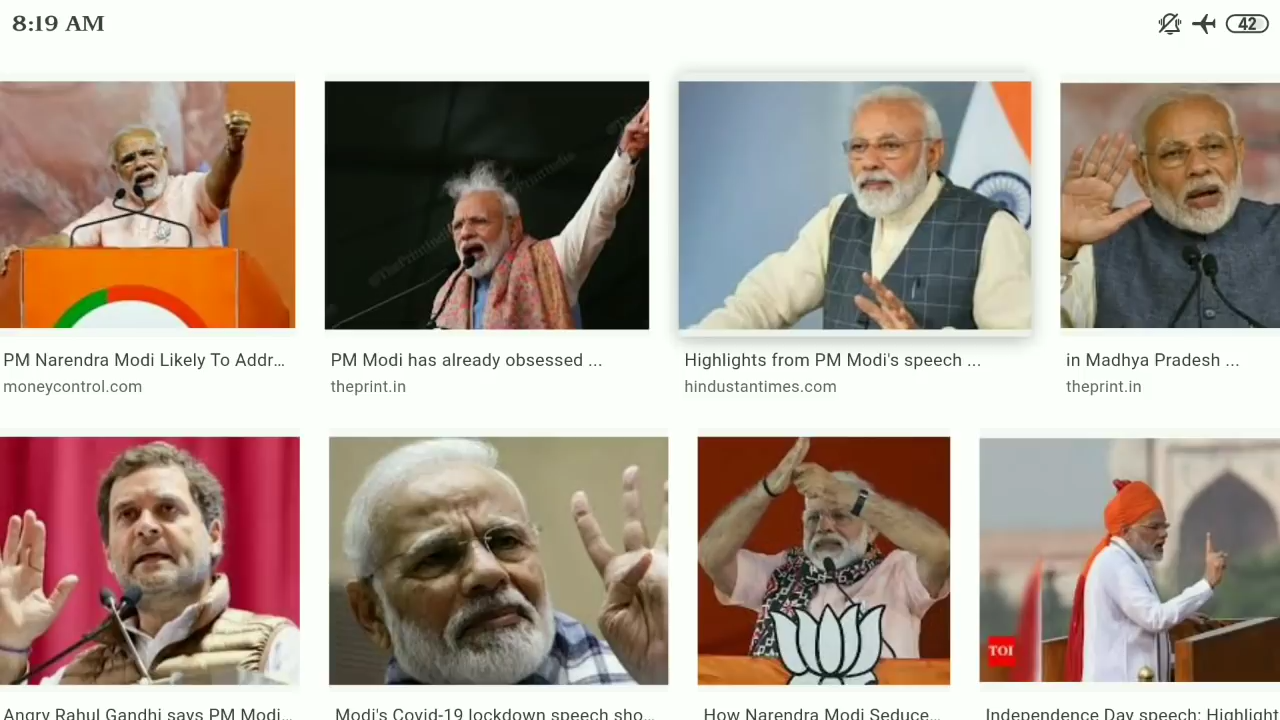 8:19 AM
42
PM Narendra Modi Likely To Addr...
PM Modi has already obsessed ...
Highlights from PM Modi's speech ...
in Madhya Pradesh ...
moneycontrol.com
theprint.in
hindustantimes.com
theprint.in
TOI
Angry Rahul Gandhi says PM Modi...
Modi's Covid-19 lockdown speech sho...
How Narendra Modi Seduce...
Independence Day speech: Highlight